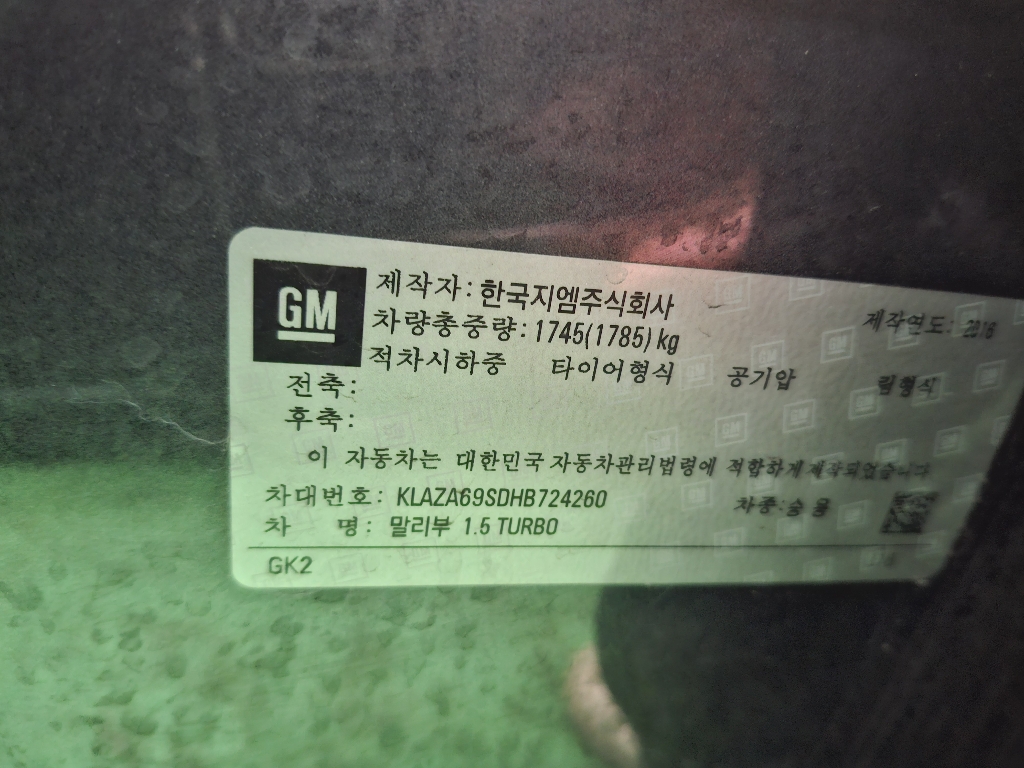 GM
제작자: 한국지엠주식회사
제작연도: 2016
차량총중량: 1745(1785) kg
적차시하중 타이어형식 공기압 림형식
전축:
후축:
이 자동차는 대한민국 자동차관리법령에 적합하게 제작되었습니다
차대번호: KLAZA69SDHB724260 차종:승용
차 명: 말리부 1.5 TURBO
GK2